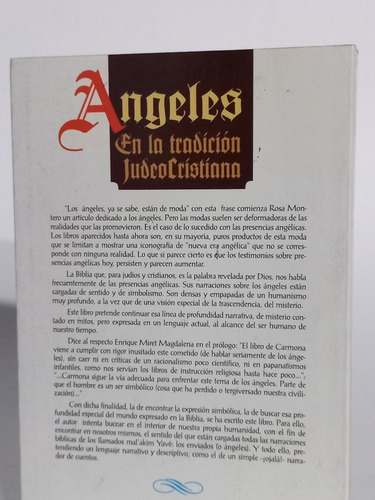 Angeles
En la tradición
JudeoCristiana
"Los ángeles, ya se sabe, están de moda" con esta frase comienza Rosa Mon-
tero un artículo dedicado a los ángeles. Pero las modas suelen ser deformadoras de las
realidades que las promovieron. Es el caso de lo sucedido con las presencias angélicas.
Los libros aparecidos hasta ahora son, en su mayoría, puros productos de esta moda
que se limitan a mostrar una iconografía de "nueva era angélica" que no se corres-
ponde con ninguna realidad. Lo que si parece cierto es que los testimonios sobre pre-
sencias angélicas hoy, persisten y parecen aumentar.
La Biblia que, para judíos y cristianos, es la palabra revelada por Dios, nos habla
frecuentemente de las presencias angélicas. Sus narraciones sobre los ángeles están
cargadas de sentido y de simbolismo. Son densas y empapadas de un humanismo
muy profundo, a la vez que de una visión especial de la trascendencia, del misterio.
Este libro pretende continuar esa línea de profundidad narrativa, de misterio con-
tado en mitos, pero expresada en un lenguaje actual, al alcance del ser humano de
nuestro tiempo.
Dice al respecto Enrique Miret Magdalena en el prólogo: "El libro de Carmona
viene a cumplir con rigor inusitado este cometido (de hablar seriamente de los ánge-
les), sin caer ni en críticas de un racionalismo poco científico, ni en papanatismos
infantiles, como nos servían los libros de instrucción religiosa hasta hace poco...").
"...Carmona sigue la vía adecuada para enfrentar este tema de los ángeles. Parte de
que el hombre es un ser simbólico (cosa que ha perdido o tergiversado nuestra civili-
zación)..."
Con dicha finalidad, la de encontrar la expresión simbólica, la de buscar esa pro-
fundidad especial del mundo expresado en la Biblia, se ha escrito este libro. Para ello,
el autor intenta bucear en el interior de nuestra propia humanidad, con el fin de
encontrar en nosotros mismos, el sentido del que están cargadas todas las narraciones
bíblicas de los llamados mal'akim Yavé: los enviados (o ángeles). Y todo ello, pren-
diendo un lenguaje narrativo y descriptivo, como el de un simple -¡ojalá!- narra-
dor de cuentos.